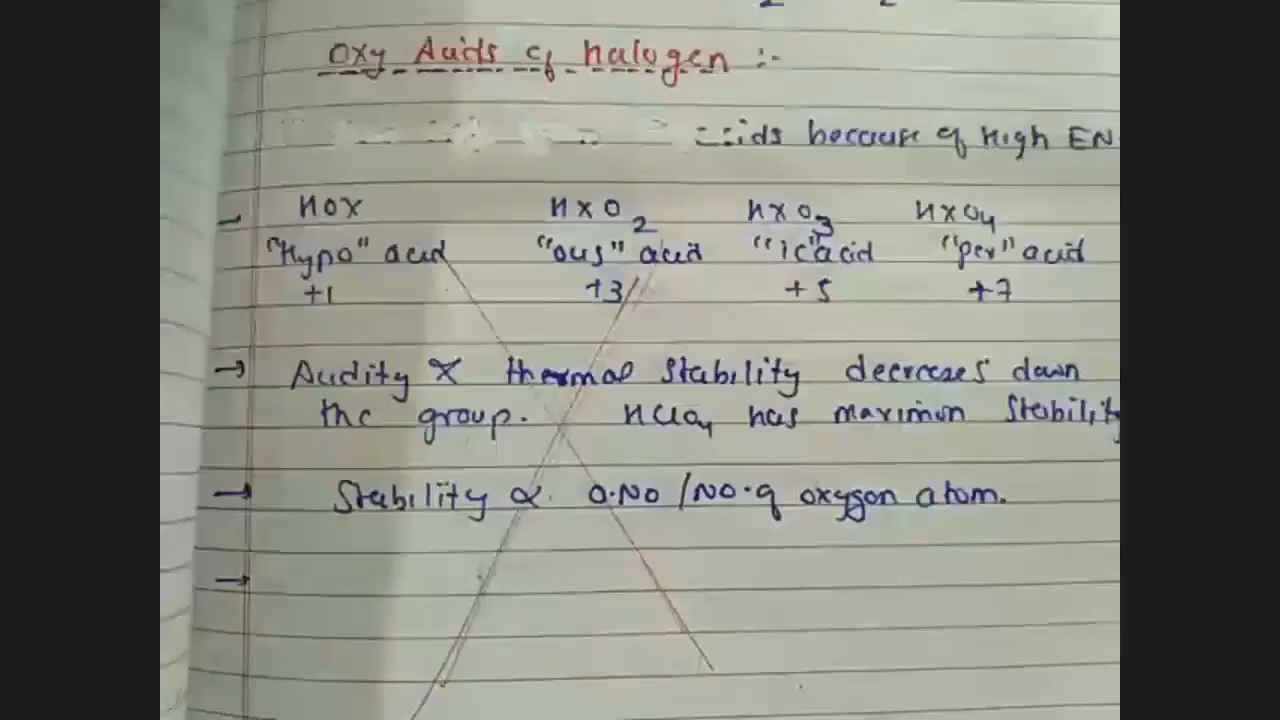 Oxy Acids of halogen :-
acids because of high EN
- HOX HXO2 HXO3 HXO4
"Hypo" acid "ous" acid "ic" acid "per" acid
+1 +3 +5 +7
→ Acidity & thermal stability decreases down
the group. HClO4 has maximum stability
→ Stability ∝ O.No / No. of oxygen atom.
→